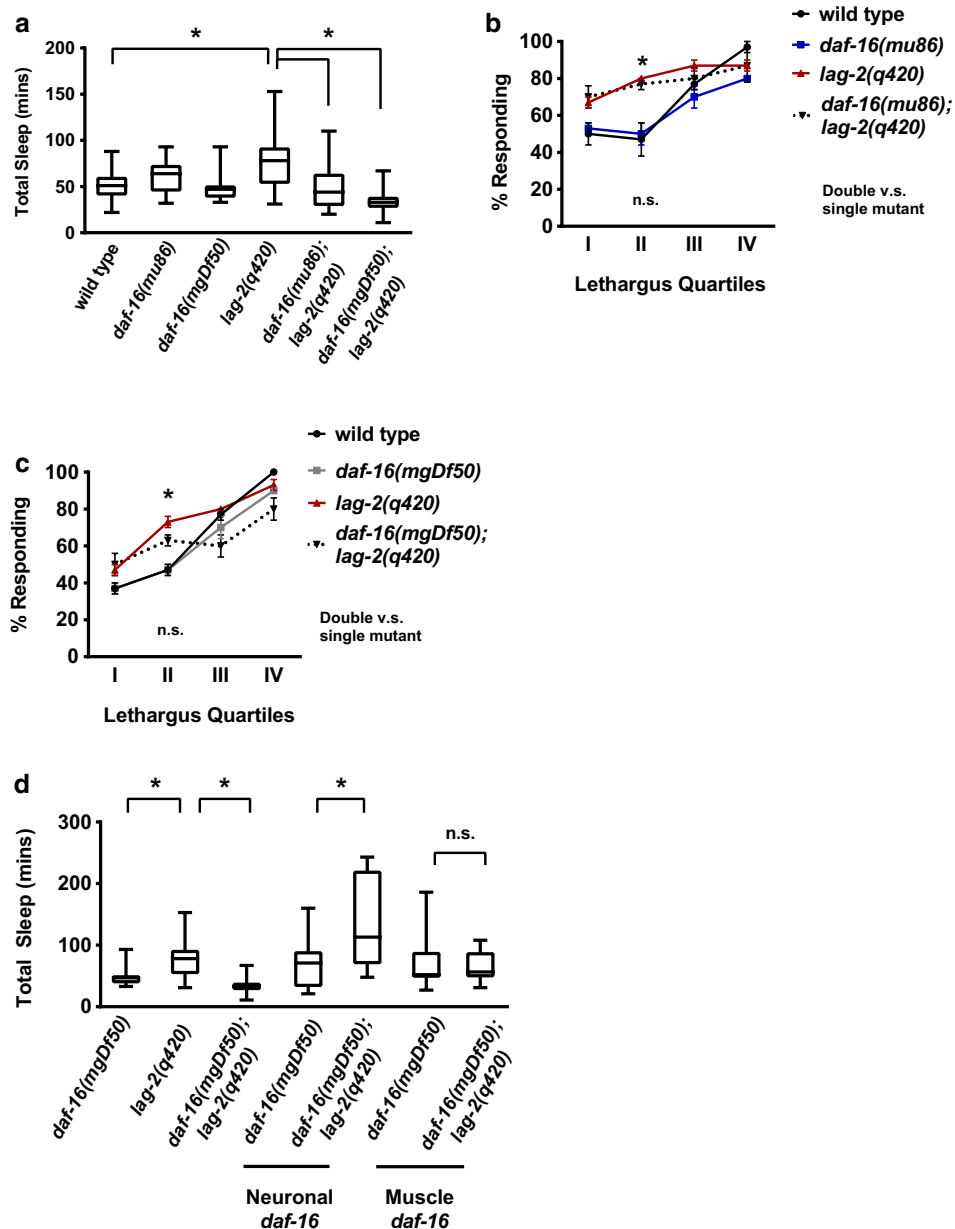 a
*
*
200
150
100
50
0
Total Sleep (mins)
wild type
daf-16(mu86)
daf-16(mgDf50)
lag-2(q420)
daf-16(mu86);
lag-2(q420)
daf-16(mgDf50);
lag-2(q420)
b
wild type
daf-16(mu86)
lag-2(q420)
daf-16(mu86);
lag-2(q420)
*
100
80
60
40
20
0
% Responding
n.s.
Double v.s.
single mutant
I II III IV
Lethargus Quartiles
c
wild type
daf-16(mgDf50)
lag-2(q420)
daf-16(mgDf50);
lag-2(q420)
*
100
80
60
40
20
0
% Responding
n.s.
Double v.s.
single mutant
I II III IV
Lethargus Quartiles
d
* * *
n.s.
300
200
100
0
Total Sleep (mins)
daf-16(mgDf50)
lag-2(q420)
daf-16(mgDf50);
lag-2(q420)
daf-16(mgDf50)
daf-16(mgDf50);
lag-2(q420)
daf-16(mgDf50)
daf-16(mgDf50);
lag-2(q420)
Neuronal
daf-16
Muscle
daf-16